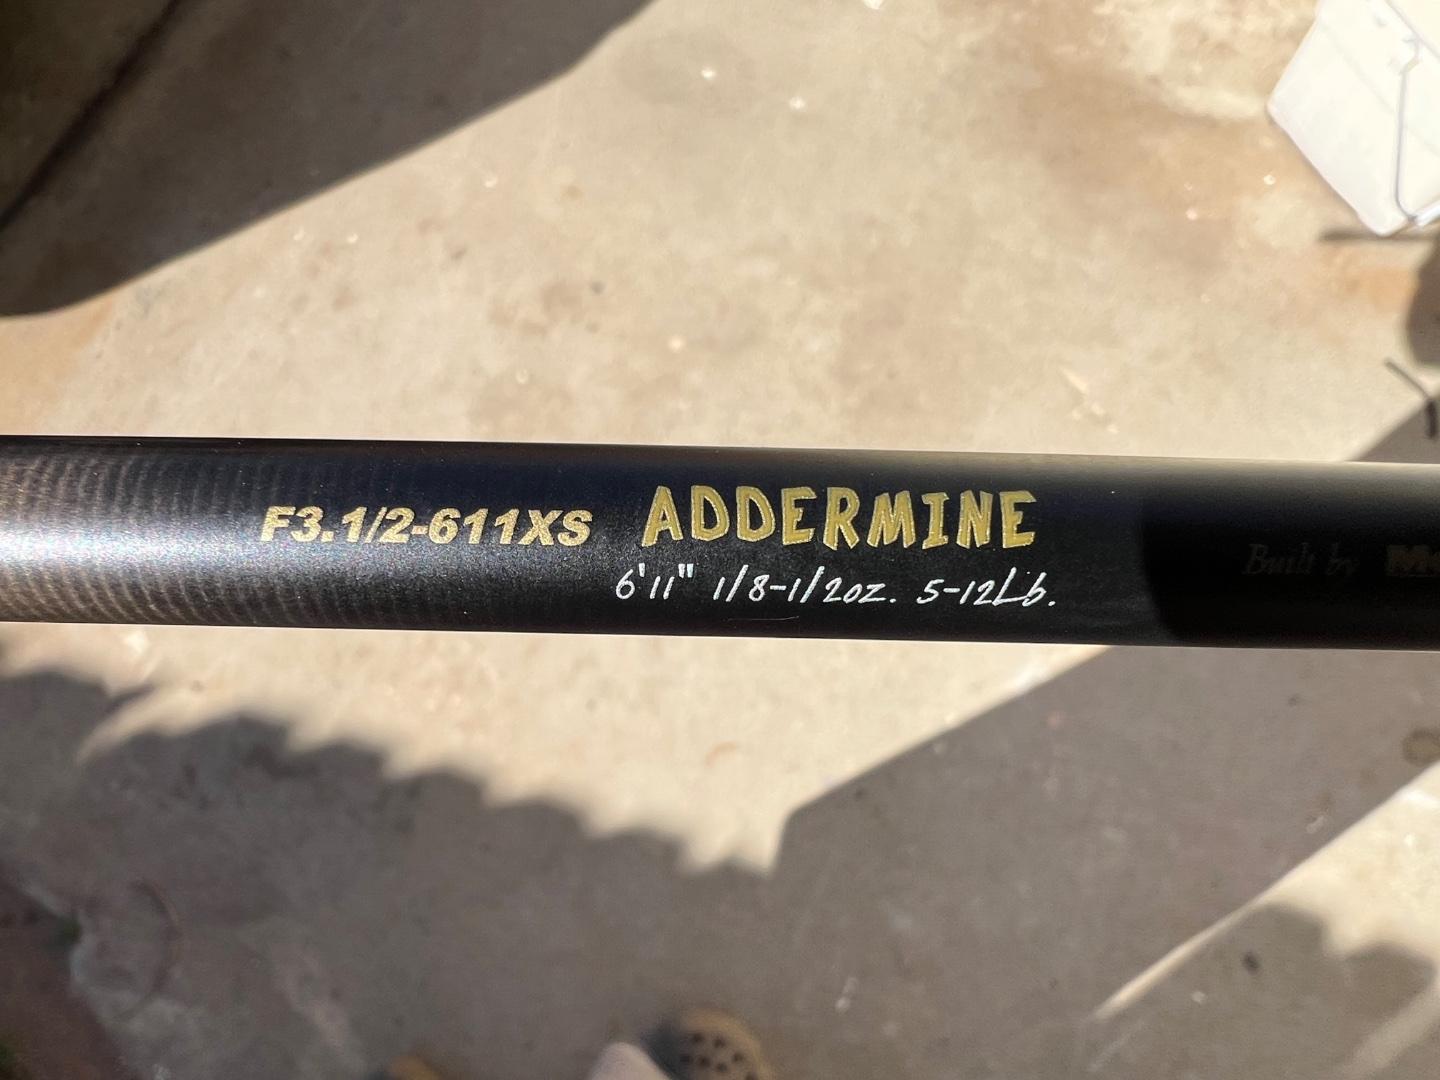 F3.1/2-611XS ADDERMINE
6'11" 1/8-1/2oz. 5-12Lb.
Built by